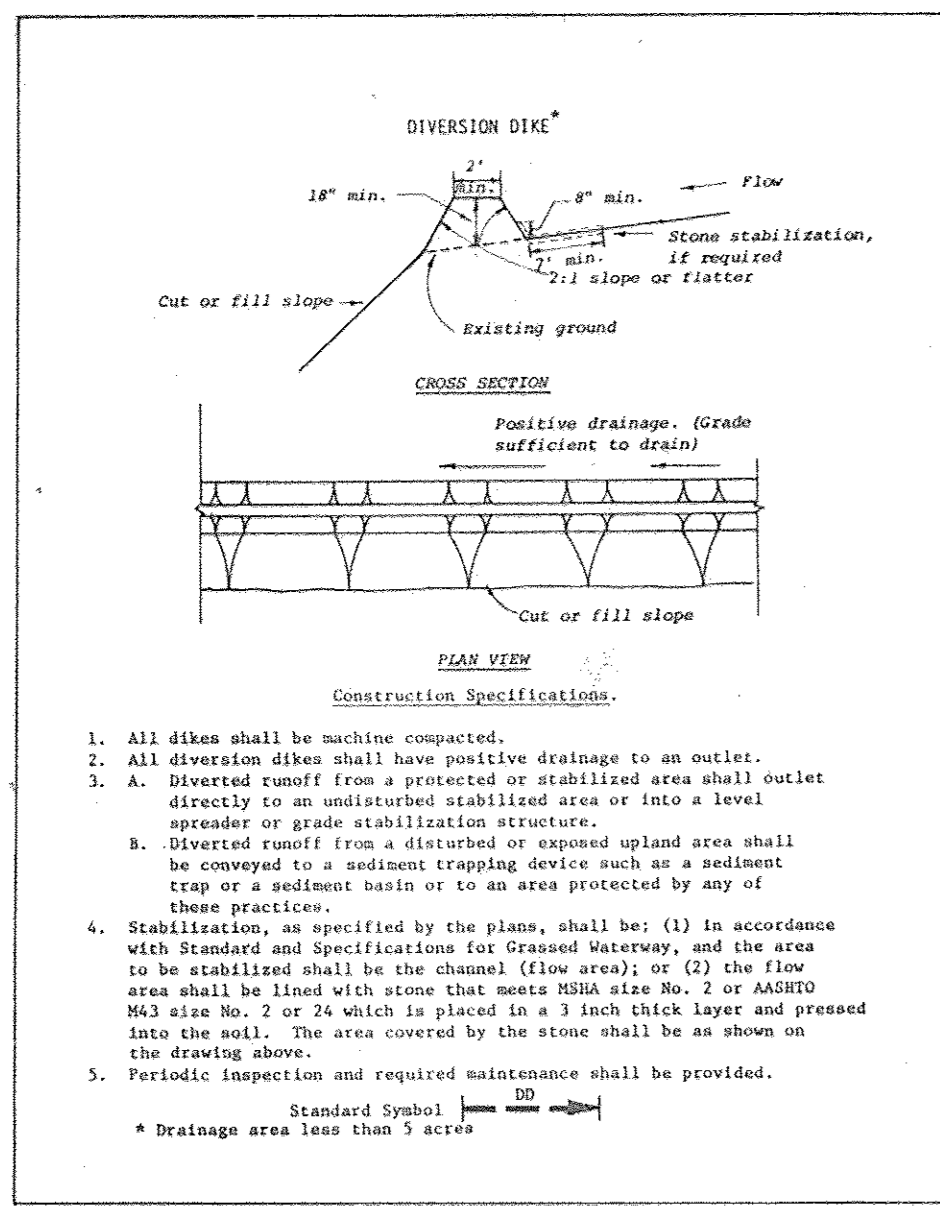 DIVERSION DIKE*
2'
min.
18" min.
8" min.
Flow
Stone stabilization,
if required
7' min.
2:1 slope or flatter
Cut or fill slope
Existing ground
CROSS SECTION
Positive drainage. (Grade
sufficient to drain)
Cut or fill slope
PLAN VIEW
Construction Specifications.
1. All dikes shall be machine compacted.
2. All diversion dikes shall have positive drainage to an outlet.
3. A. Diverted runoff from a protected or stabilized area shall outlet
directly to an undisturbed stabilized area or into a level
spreader or grade stabilization structure.
B. Diverted runoff from a disturbed or exposed upland area shall
be conveyed to a sediment trapping device such as a sediment
trap or a sediment basin or to an area protected by any of
these practices.
4. Stabilization, as specified by the plans, shall be: (1) in accordance
with Standard and Specifications for Grassed Waterway, and the area
to be stabilized shall be the channel (flow area); or (2) the flow
area shall be lined with stone that meets MSHA size No. 2 or AASHTO
M43 size No. 2 or 24 which is placed in a 3 inch thick layer and pressed
into the soil. The area covered by the stone shall be as shown on
the drawing above.
5. Periodic inspection and required maintenance shall be provided.
Standard Symbol DD
* Drainage area less than 5 acres